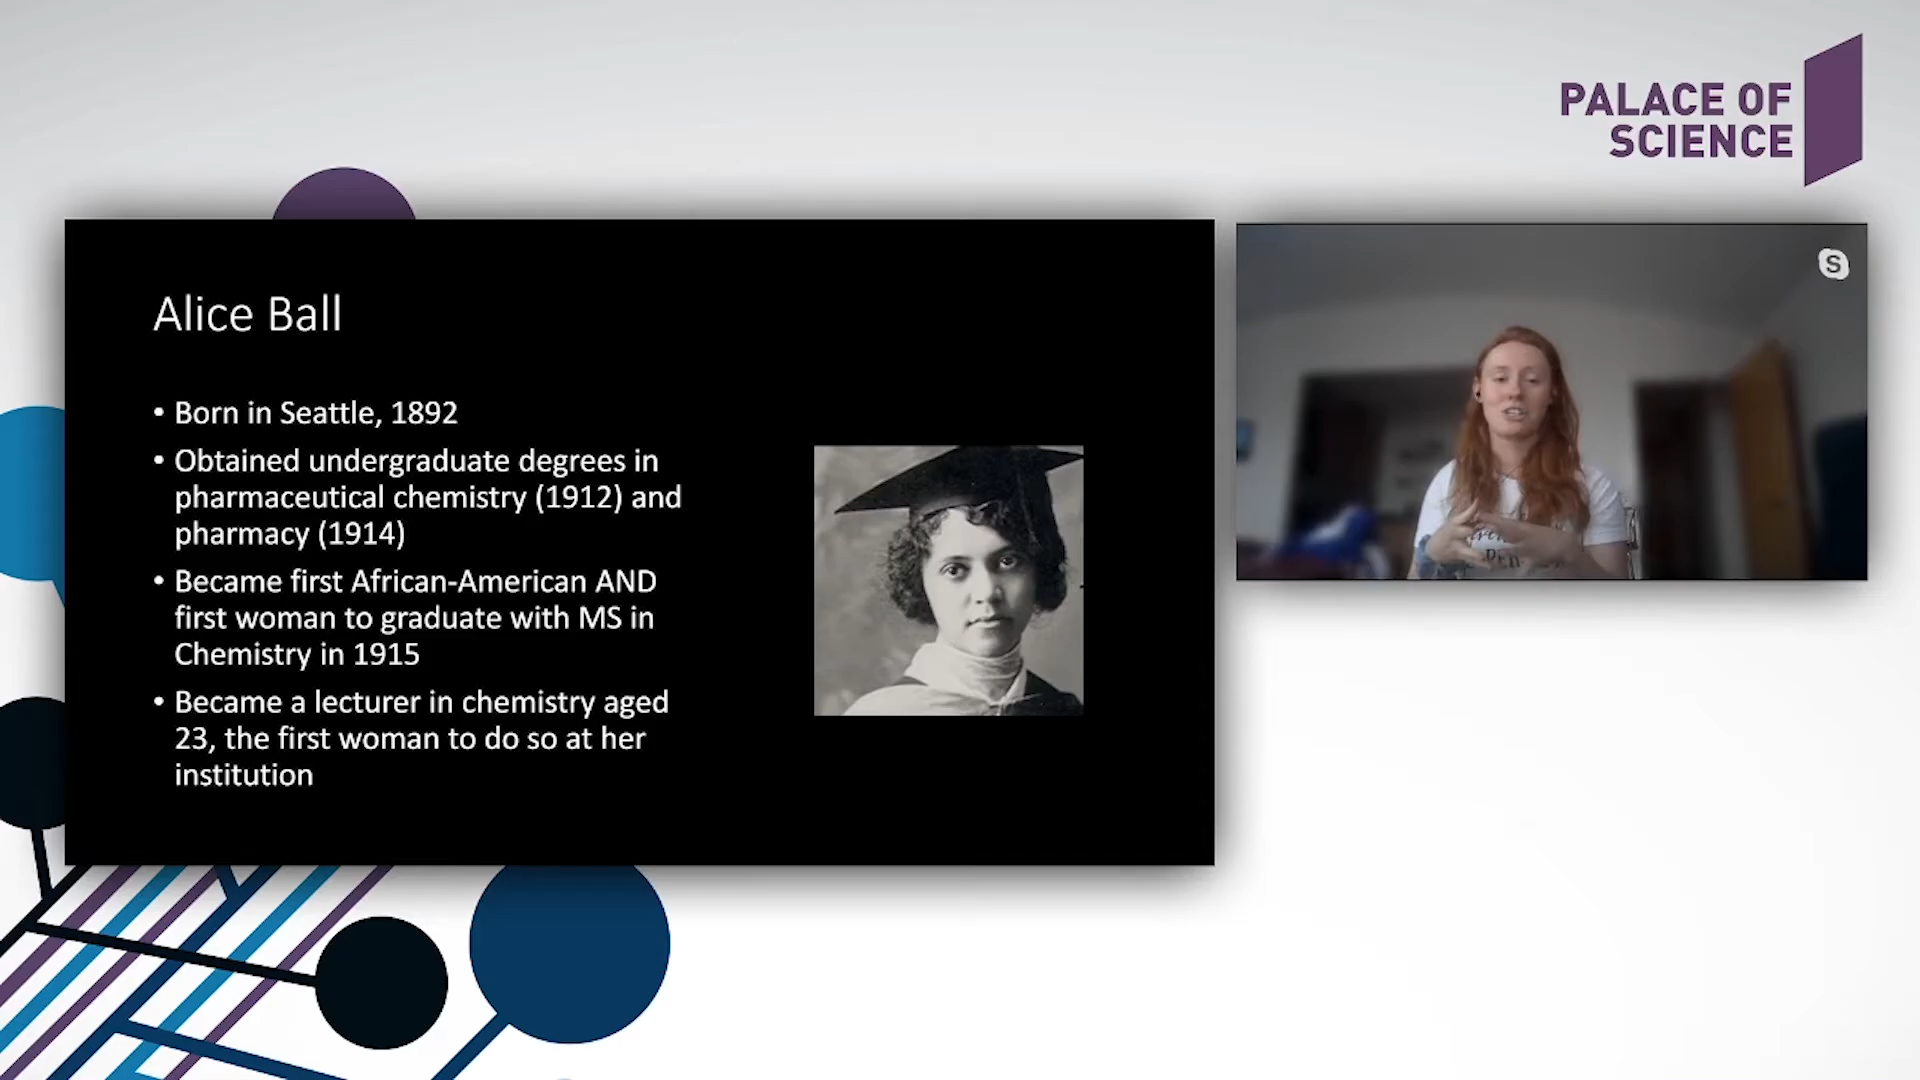 PALACE OF
SCIENCE
Alice Ball
• Born in Seattle, 1892
• Obtained undergraduate degrees in
pharmaceutical chemistry (1912) and
pharmacy (1914)
• Became first African-American AND
first woman to graduate with MS in
Chemistry in 1915
• Became a lecturer in chemistry aged
23, the first woman to do so at her
institution
S